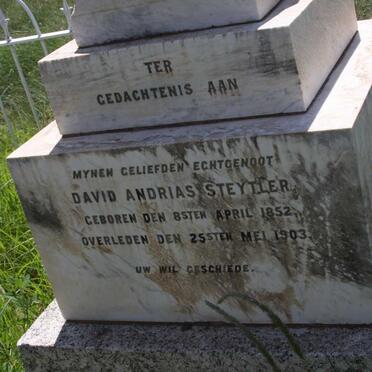 TER
GEDACHTENIS AAN
MYNEN GELIEFDEN ECHTGENOOT
DAVID ANDRIAS STEYTLER.
GEBOREN DEN 8STEN APRIL 1852.
OVERLEDEN DEN 25STEN MEI 1903.
UW WIL GESCHIEDE.